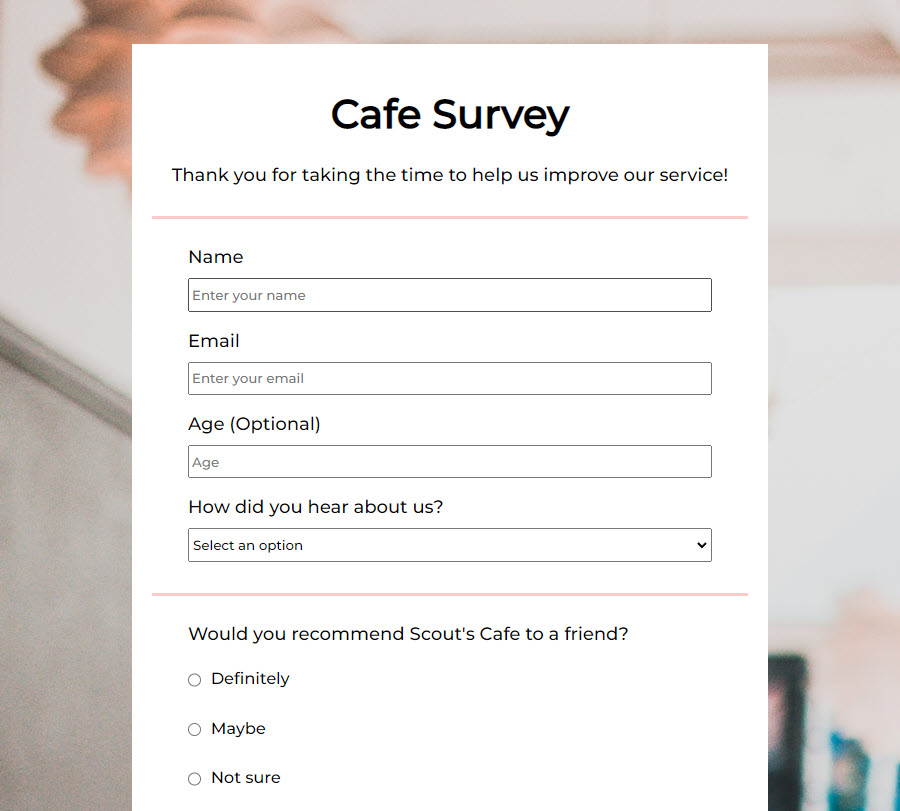 Cafe Survey
Thank you for taking the time to help us improve our service!
Name
Enter your name
Email
Enter your email
Age (Optional)
Age
How did you hear about us?
Select an option
Would you recommend Scout's Cafe to a friend?
Definitely
Maybe
Not sure